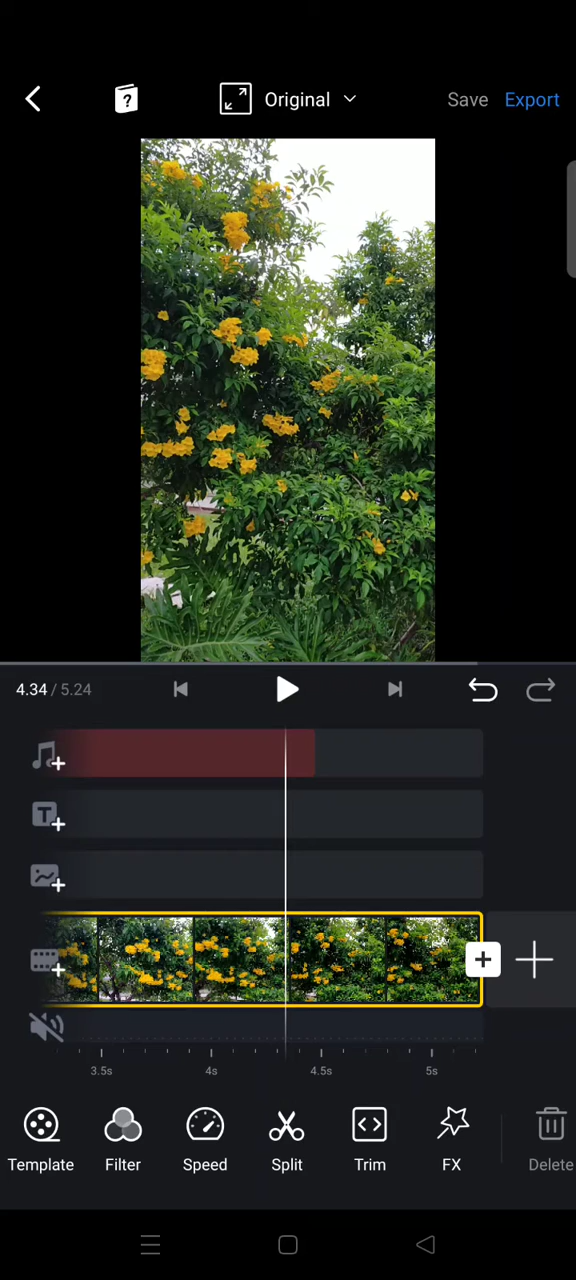 Original
Save Export
4.34 / 5.24
3.5s 4s 4.5s 5s
Template Filter Speed Split Trim FX Delete